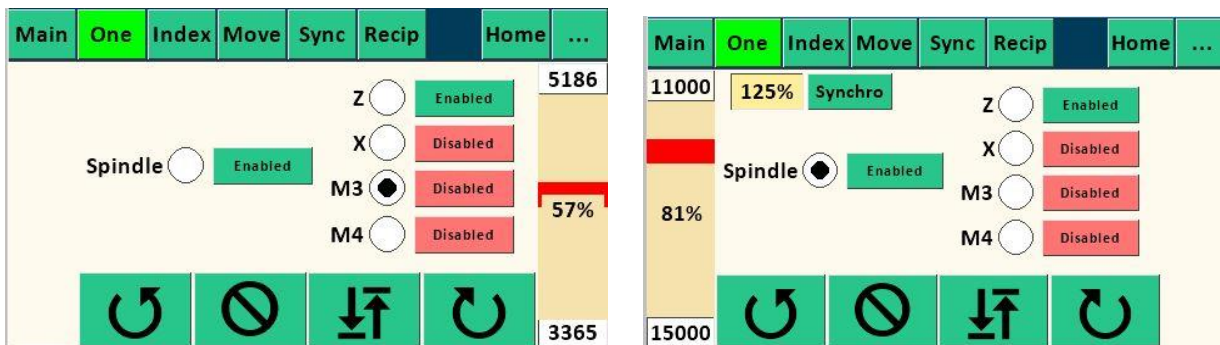 Main One Index Move Sync Recip Home ...
5186
Z Enabled
X Disabled
Spindle Enabled
M3 Disabled
57%
M4 Disabled
3365
Main One Index Move Sync Recip Home ...
11000 125% Synchro
Z Enabled
X Disabled
Spindle Enabled
M3 Disabled
81%
M4 Disabled
15000